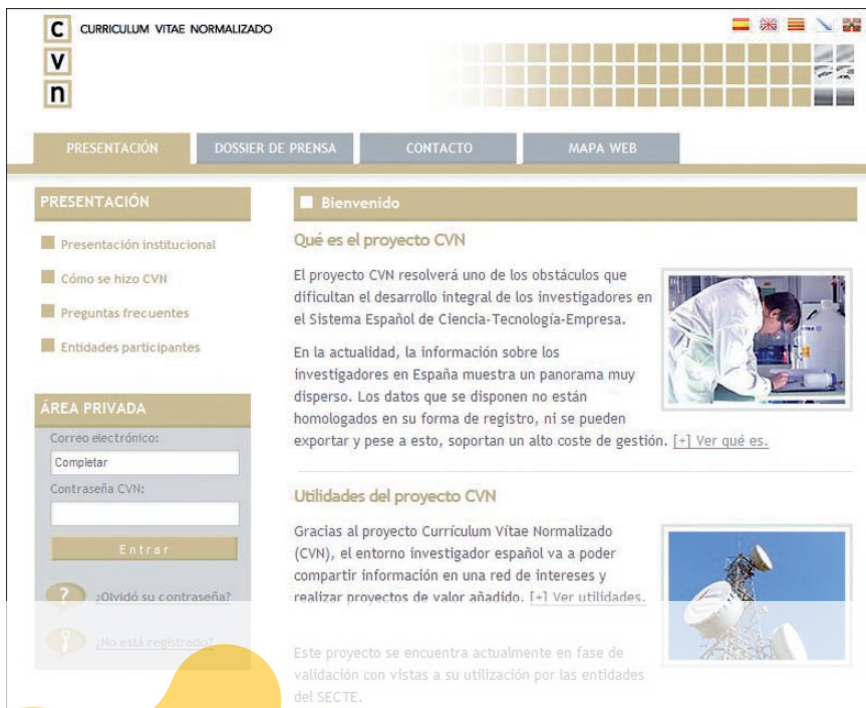 c
v
n
CURRICULUM VITAE NORMALIZADO
PRESENTACIÓN
DOSSIER DE PRENSA
CONTACTO
MAPA WEB
PRESENTACIÓN
Presentación institucional
Cómo se hizo CVN
Preguntas frecuentes
Entidades participantes
ÁREA PRIVADA
Correo electrónico:
Completar
Contraseña CVN:
Entrar
?
¿Olvidó su contraseña?
?
¿No está registrado?
Bienvenido
Qué es el proyecto CVN
El proyecto CVN resolverá uno de los obstáculos que
dificultan el desarrollo integral de los investigadores en
el Sistema Español de Ciencia-Tecnología-Empresa.
En la actualidad, la información sobre los
investigadores en España muestra un panorama muy
disperso. Los datos que se disponen no están
homologados en su forma de registro, ni se pueden
exportar y pese a esto, soportan un alto coste de gestión. [+] Ver qué es.
Utilidades del proyecto CVN
Gracias al proyecto Currículum Vítae Normalizado
(CVN), el entorno investigador español va a poder
compartir información en una red de intereses y
realizar proyectos de valor añadido. [+] Ver utilidades.
Este proyecto se encuentra actualmente en fase de
validación con vistas a su utilización por las entidades
del SECTE.